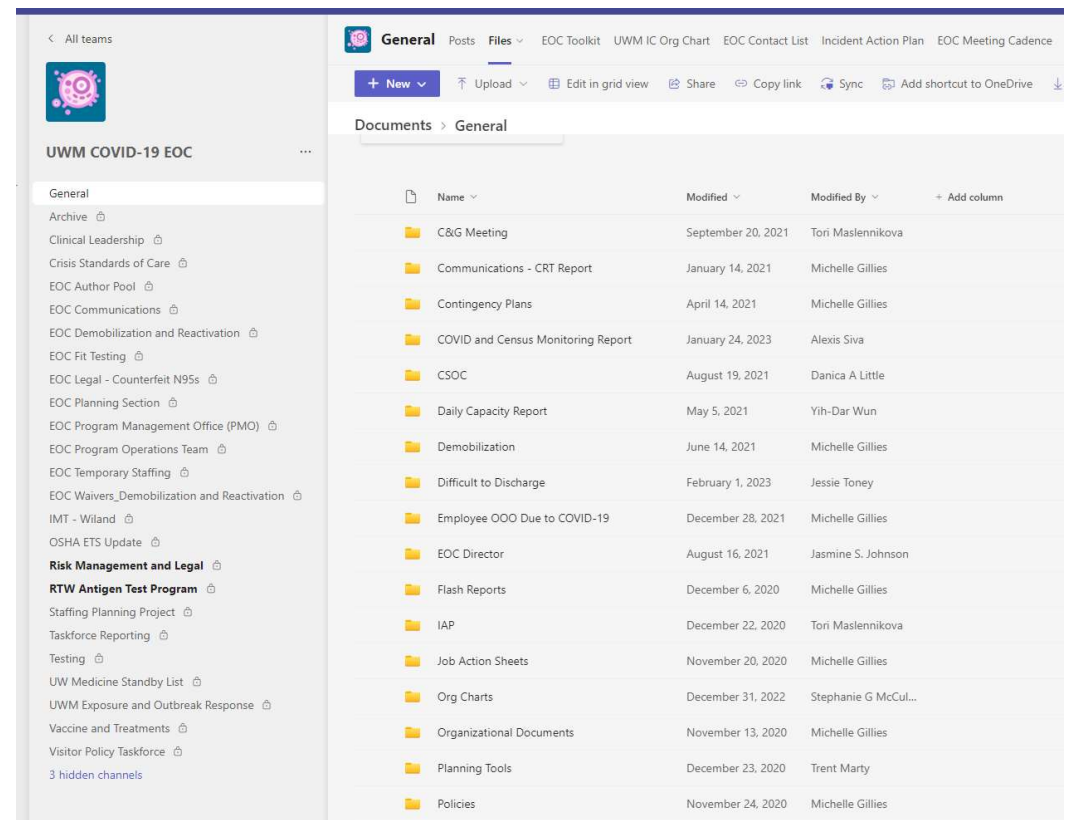 All teams
UWM COVID-19 EOC
General
Archive
Clinical Leadership
Crisis Standards of Care
EOC Author Pool
EOC Communications
EOC Demobilization and Reactivation
EOC Fit Testing
EOC Legal - Counterfeit N95s
EOC Planning Section
EOC Program Management Office (PMO)
EOC Program Operations Team
EOC Temporary Staffing
EOC Waivers_Demobilization and Reactivation
IMT - Wiland
OSHA ETS Update
Risk Management and Legal
RTW Antigen Test Program
Staffing Planning Project
Taskforce Reporting
Testing
UW Medicine Standby List
UWM Exposure and Outbreak Response
Vaccine and Treatments
Visitor Policy Taskforce
3 hidden channels
General Posts Files EOC Toolkit UWM IC Org Chart EOC Contact List Incident Action Plan EOC Meeting Cadence
+ New Upload Edit in grid view Share Copy link Sync Add shortcut to OneDrive
Documents > General
Name Modified Modified By + Add column
C&G Meeting September 20, 2021 Tori Maslennikova
Communications - CRT Report January 14, 2021 Michelle Gillies
Contingency Plans April 14, 2021 Michelle Gillies
COVID and Census Monitoring Report January 24, 2023 Alexis Siva
CSOC August 19, 2021 Danica A Little
Daily Capacity Report May 5, 2021 Yih-Dar Wun
Demobilization June 14, 2021 Michelle Gillies
Difficult to Discharge February 1, 2023 Jessie Toney
Employee OOO Due to COVID-19 December 28, 2021 Michelle Gillies
EOC Director August 16, 2021 Jasmine S. Johnson
Flash Reports December 6, 2020 Michelle Gillies
IAP December 22, 2020 Tori Maslennikova
Job Action Sheets November 20, 2020 Michelle Gillies
Org Charts December 31, 2022 Stephanie G McCul...
Organizational Documents November 13, 2020 Michelle Gillies
Planning Tools December 23, 2020 Trent Marty
Policies November 24, 2020 Michelle Gillies